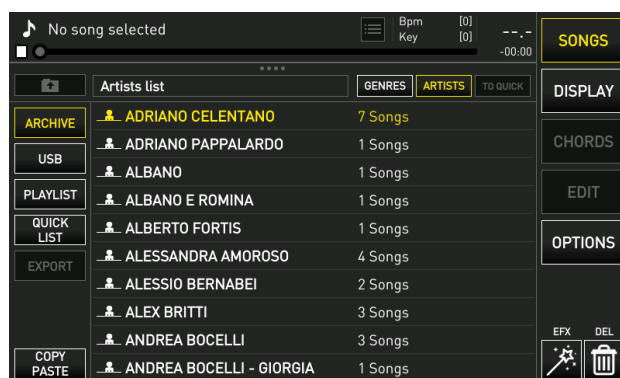 No song selected
Bpm [0]
Key [0]
--.-
-00:00
SONGS
Artists list
GENRES
ARTISTS
TO QUICK
DISPLAY
ARCHIVE
ADRIANO CELENTANO 7 Songs
ADRIANO PAPPALARDO 1 Songs
CHORDS
USB
ALBANO 1 Songs
PLAYLIST
ALBANO E ROMINA 1 Songs
EDIT
QUICK
LIST
ALBERTO FORTIS 1 Songs
OPTIONS
EXPORT
ALESSANDRA AMOROSO 4 Songs
ALESSIO BERNABEI 2 Songs
ALEX BRITTI 3 Songs
ANDREA BOCELLI 3 Songs
EFX DEL
COPY
PASTE
ANDREA BOCELLI - GIORGIA 1 Songs